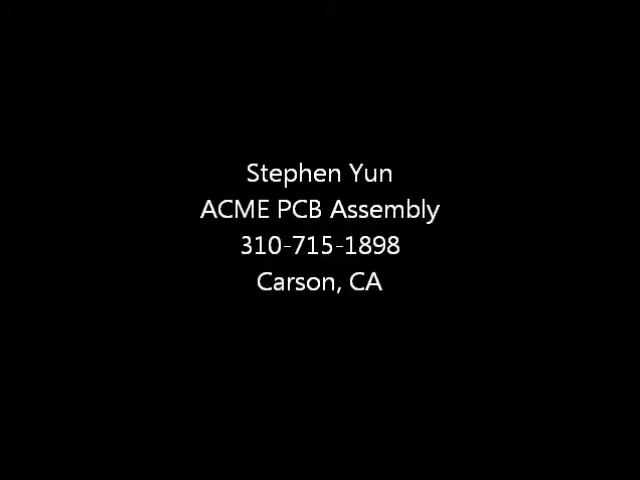 Stephen Yun
ACME PCB Assembly
310-715-1898
Carson, CA